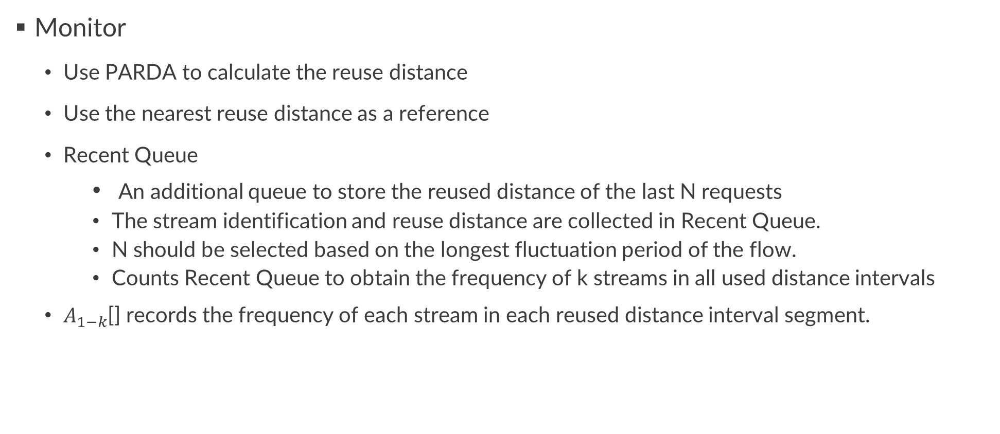 ▪ Monitor
• Use PARDA to calculate the reuse distance
• Use the nearest reuse distance as a reference
• Recent Queue
• An additional queue to store the reused distance of the last N requests
• The stream identification and reuse distance are collected in Recent Queue.
• N should be selected based on the longest fluctuation period of the flow.
• Counts Recent Queue to obtain the frequency of k streams in all used distance intervals
• A₁₋ₖ[] records the frequency of each stream in each reused distance interval segment.